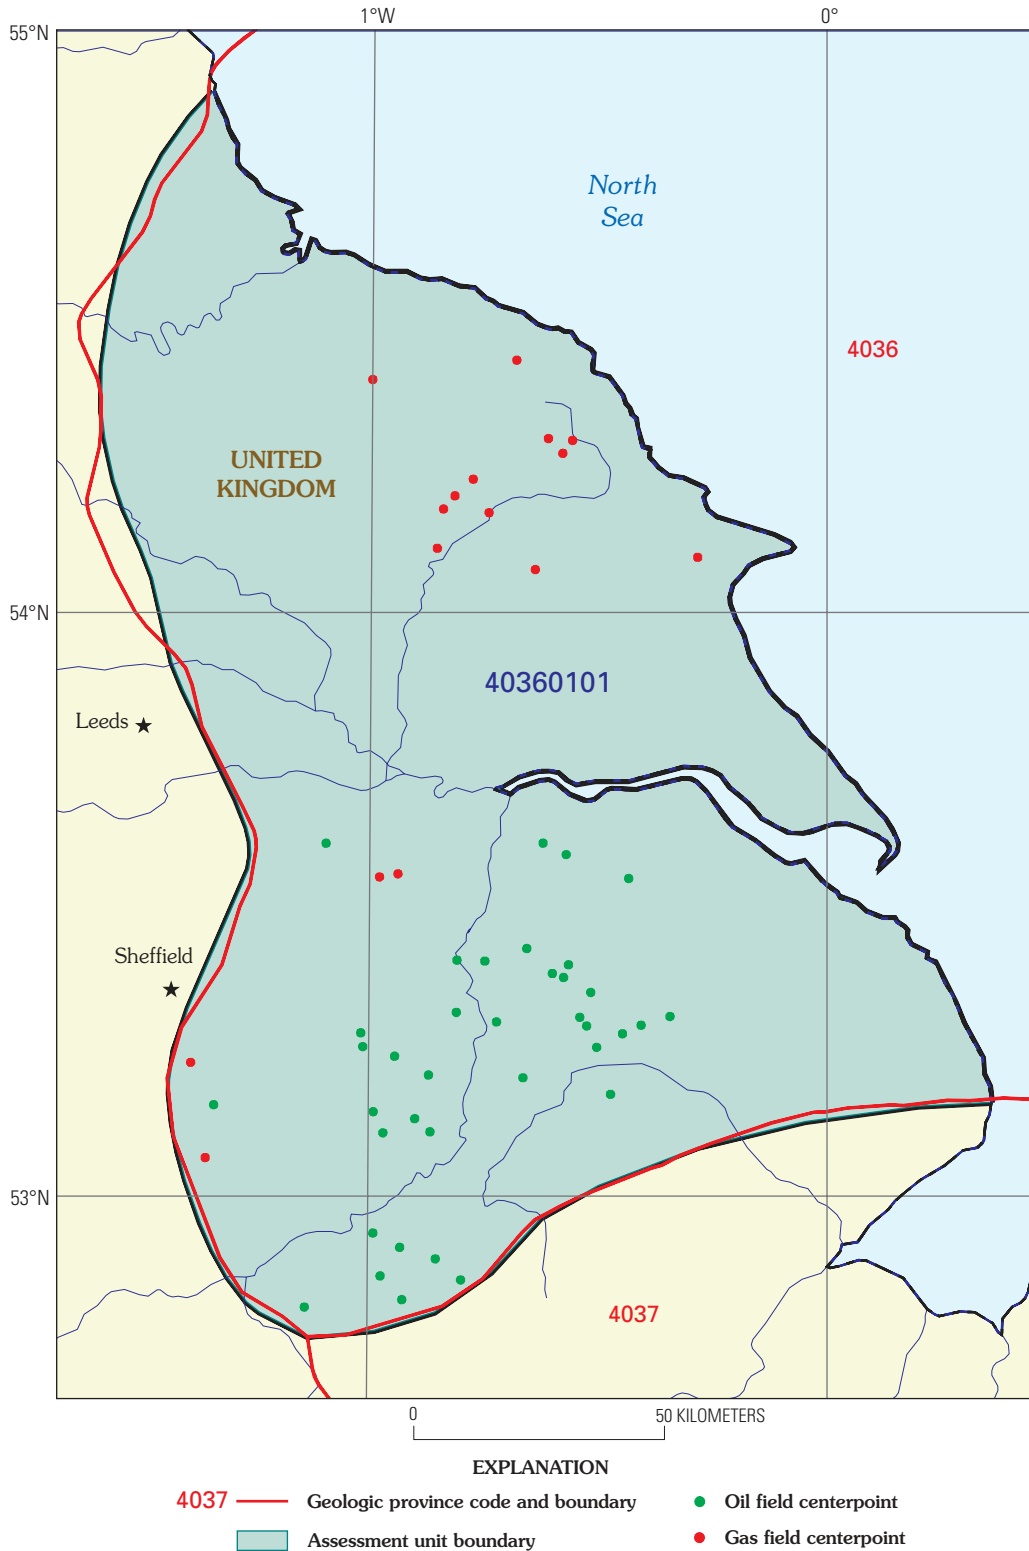 1°W
0°
55°N
North
Sea
4036
UNITED
KINGDOM
54°N
40360101
Leeds
Sheffield
53°N
4037
0
50 KILOMETERS
EXPLANATION
4037 Geologic province code and boundary
Assessment unit boundary
Oil field centerpoint
Gas field centerpoint